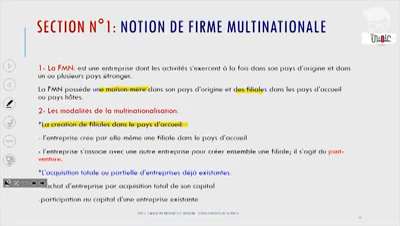 SECTION N°1: NOTION DE FIRME MULTINATIONALE
1- La FMN: est une entreprise dont les activités s'exercent à la fois dans son pays d'origine et dans
un ou plusieurs pays étranger.
La FMN possède une maison mère dans son pays d'origine et des filiales dans les pays d'accueil
ou pays hôtes.
2- Les modalités de la multinationalisation:
*La création de filiales dans le pays d'accueil:
- l'entreprise crée par elle même une filiale dans le pays d'accueil
- l'entreprise s'associe avec une autre entreprise pour créer ensemble une filiale; il s'agit du joint-
venture.
*L'acquisition totale ou partielle d'entreprises déjà existantes.
achat d'entreprise par acquisition total de son capital
-participation au capital d'une entreprise existante